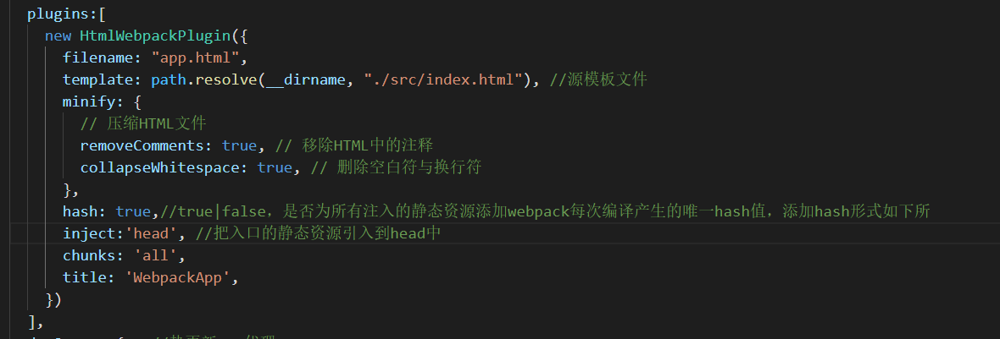 plugins:[
new HtmlWebpackPlugin({
filename: "app.html",
template: path.resolve(__dirname, "./src/index.html"), //源模板文件
minify: {
// 压缩HTML文件
removeComments: true, // 移除HTML中的注释
collapseWhitespace: true, // 删除空白符与换行符
},
hash: true,//true|false，是否为所有注入的静态资源添加webpack每次编译产生的唯一hash值，添加hash形式如下所
inject:'head', //把入口的静态资源引入到head中
chunks: 'all',
title: 'WebpackApp',
})
],